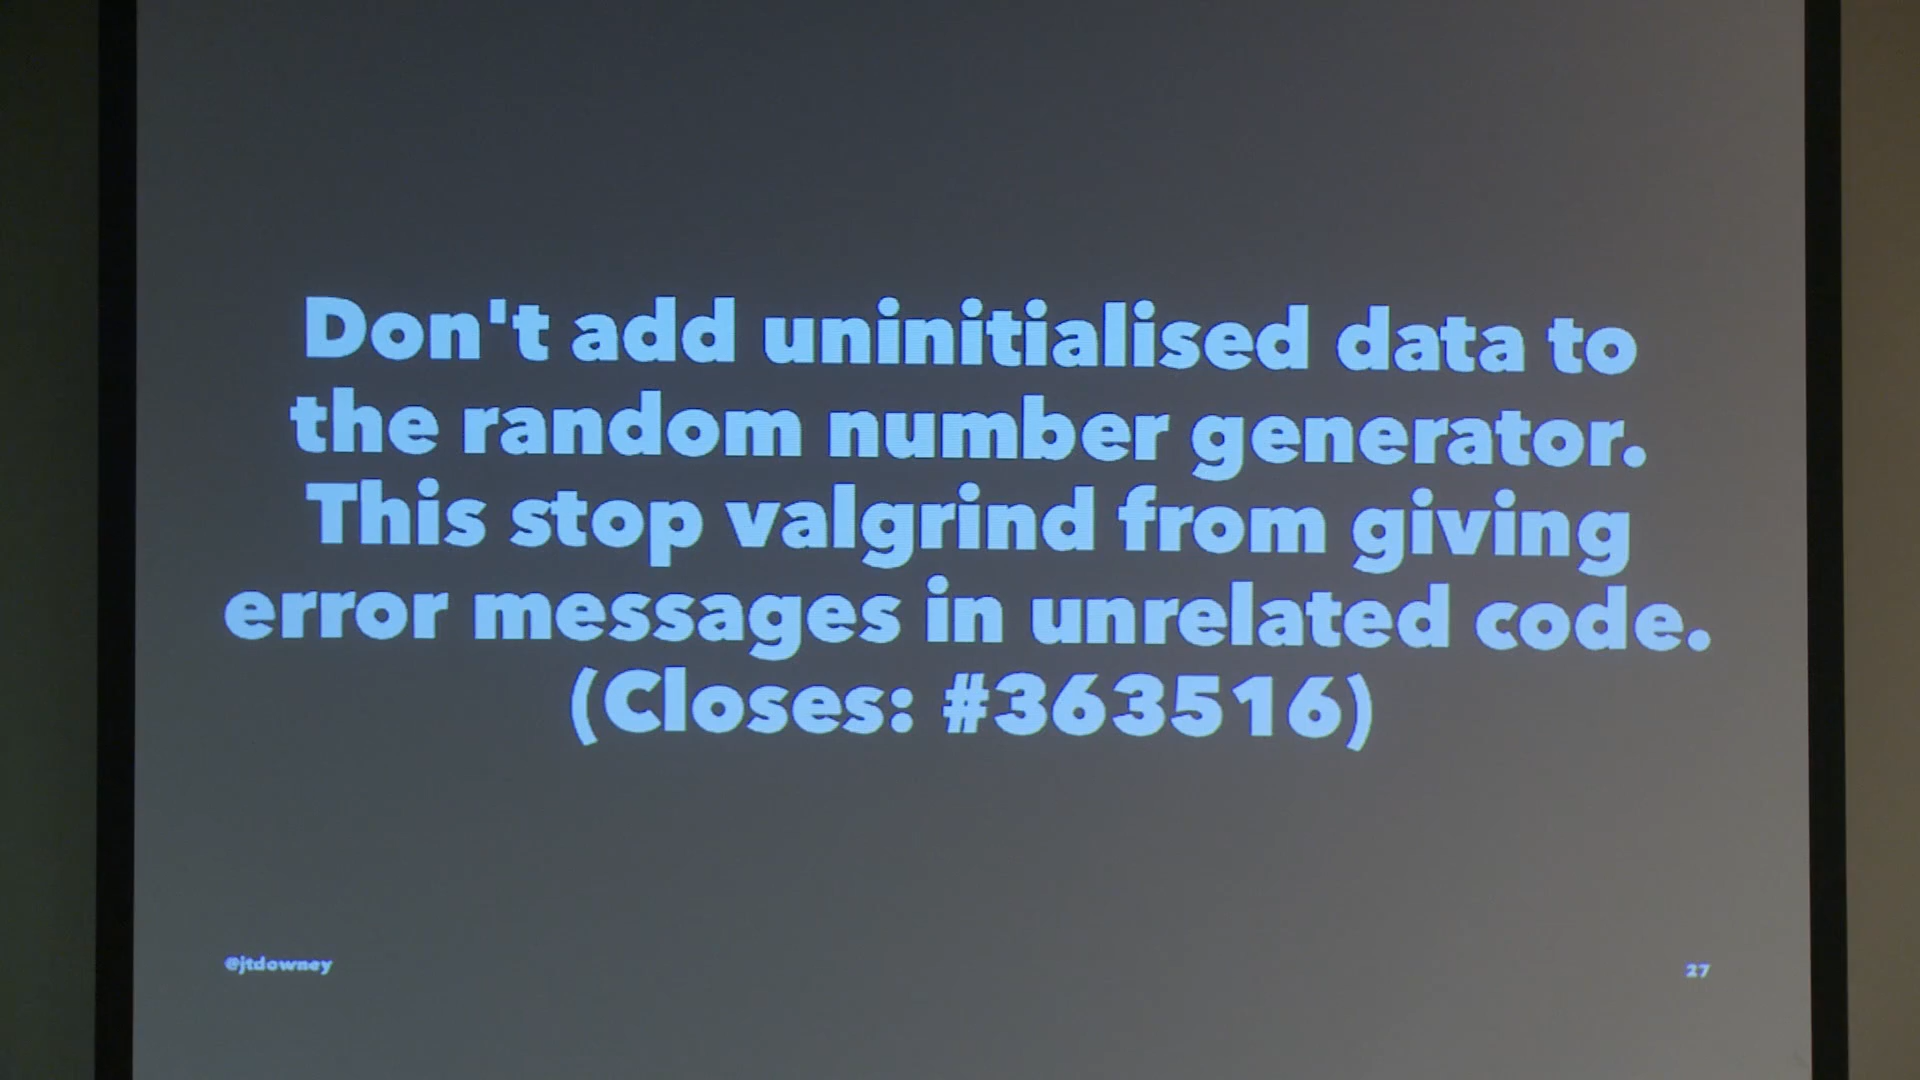 Don't add uninitialised data to
the random number generator.
This stop valgrind from giving
error messages in unrelated code.
(Closes: #363516)
@jtdowney
27